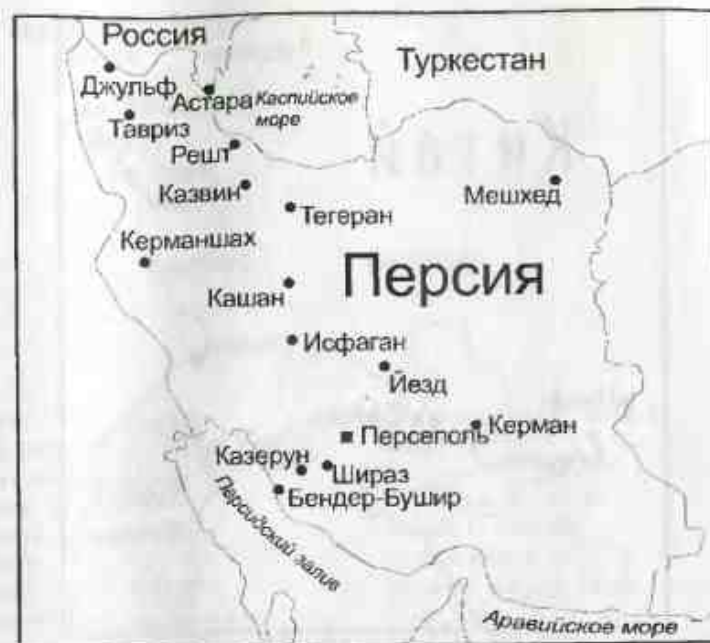 Россия
Туркестан
Джульф
Астара
Каспийское
море
Тавриз
Решт
Казвин
Мешхед
Тегеран
Керманшах
Персия
Кашан
Исфаган
Йезд
Керман
Персеполь
Казерун
Шираз
Бендер-Бушир
Персидский залив
Аравийское море